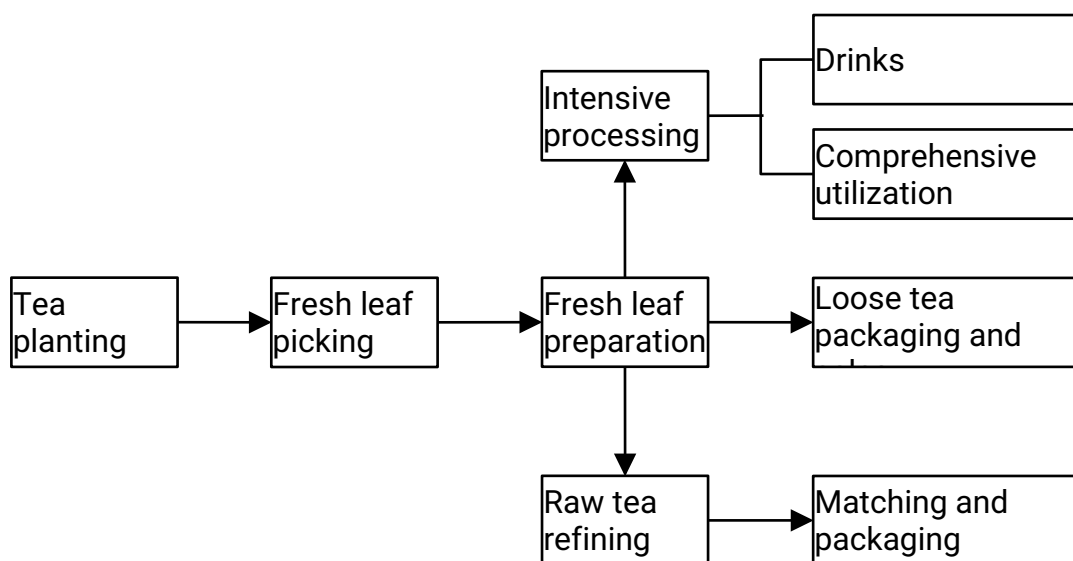 Drinks
Intensive
processing
Comprehensive
utilization
Tea
planting
Fresh leaf
picking
Fresh leaf
preparation
Loose tea
packaging and
Raw tea
refining
Matching and
packaging